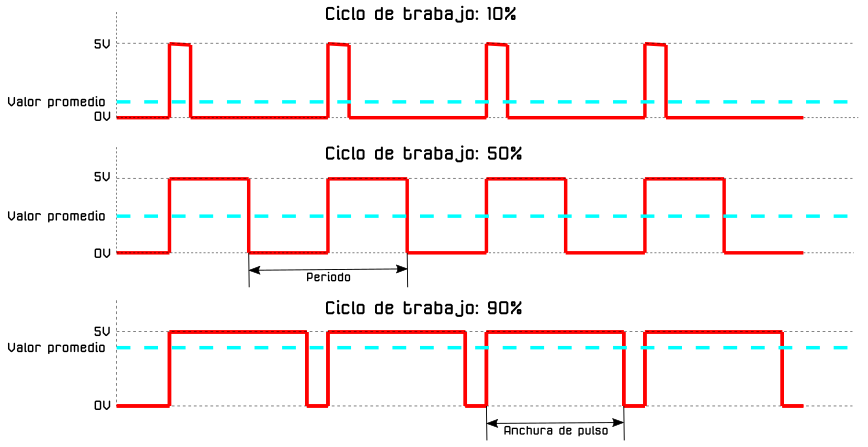 Ciclo de trabajo: 10%
5V
Valor promedio
0V
Ciclo de trabajo: 50%
5V
Valor promedio
0V
Periodo
Ciclo de trabajo: 90%
5V
Valor promedio
0V
Anchura de pulso